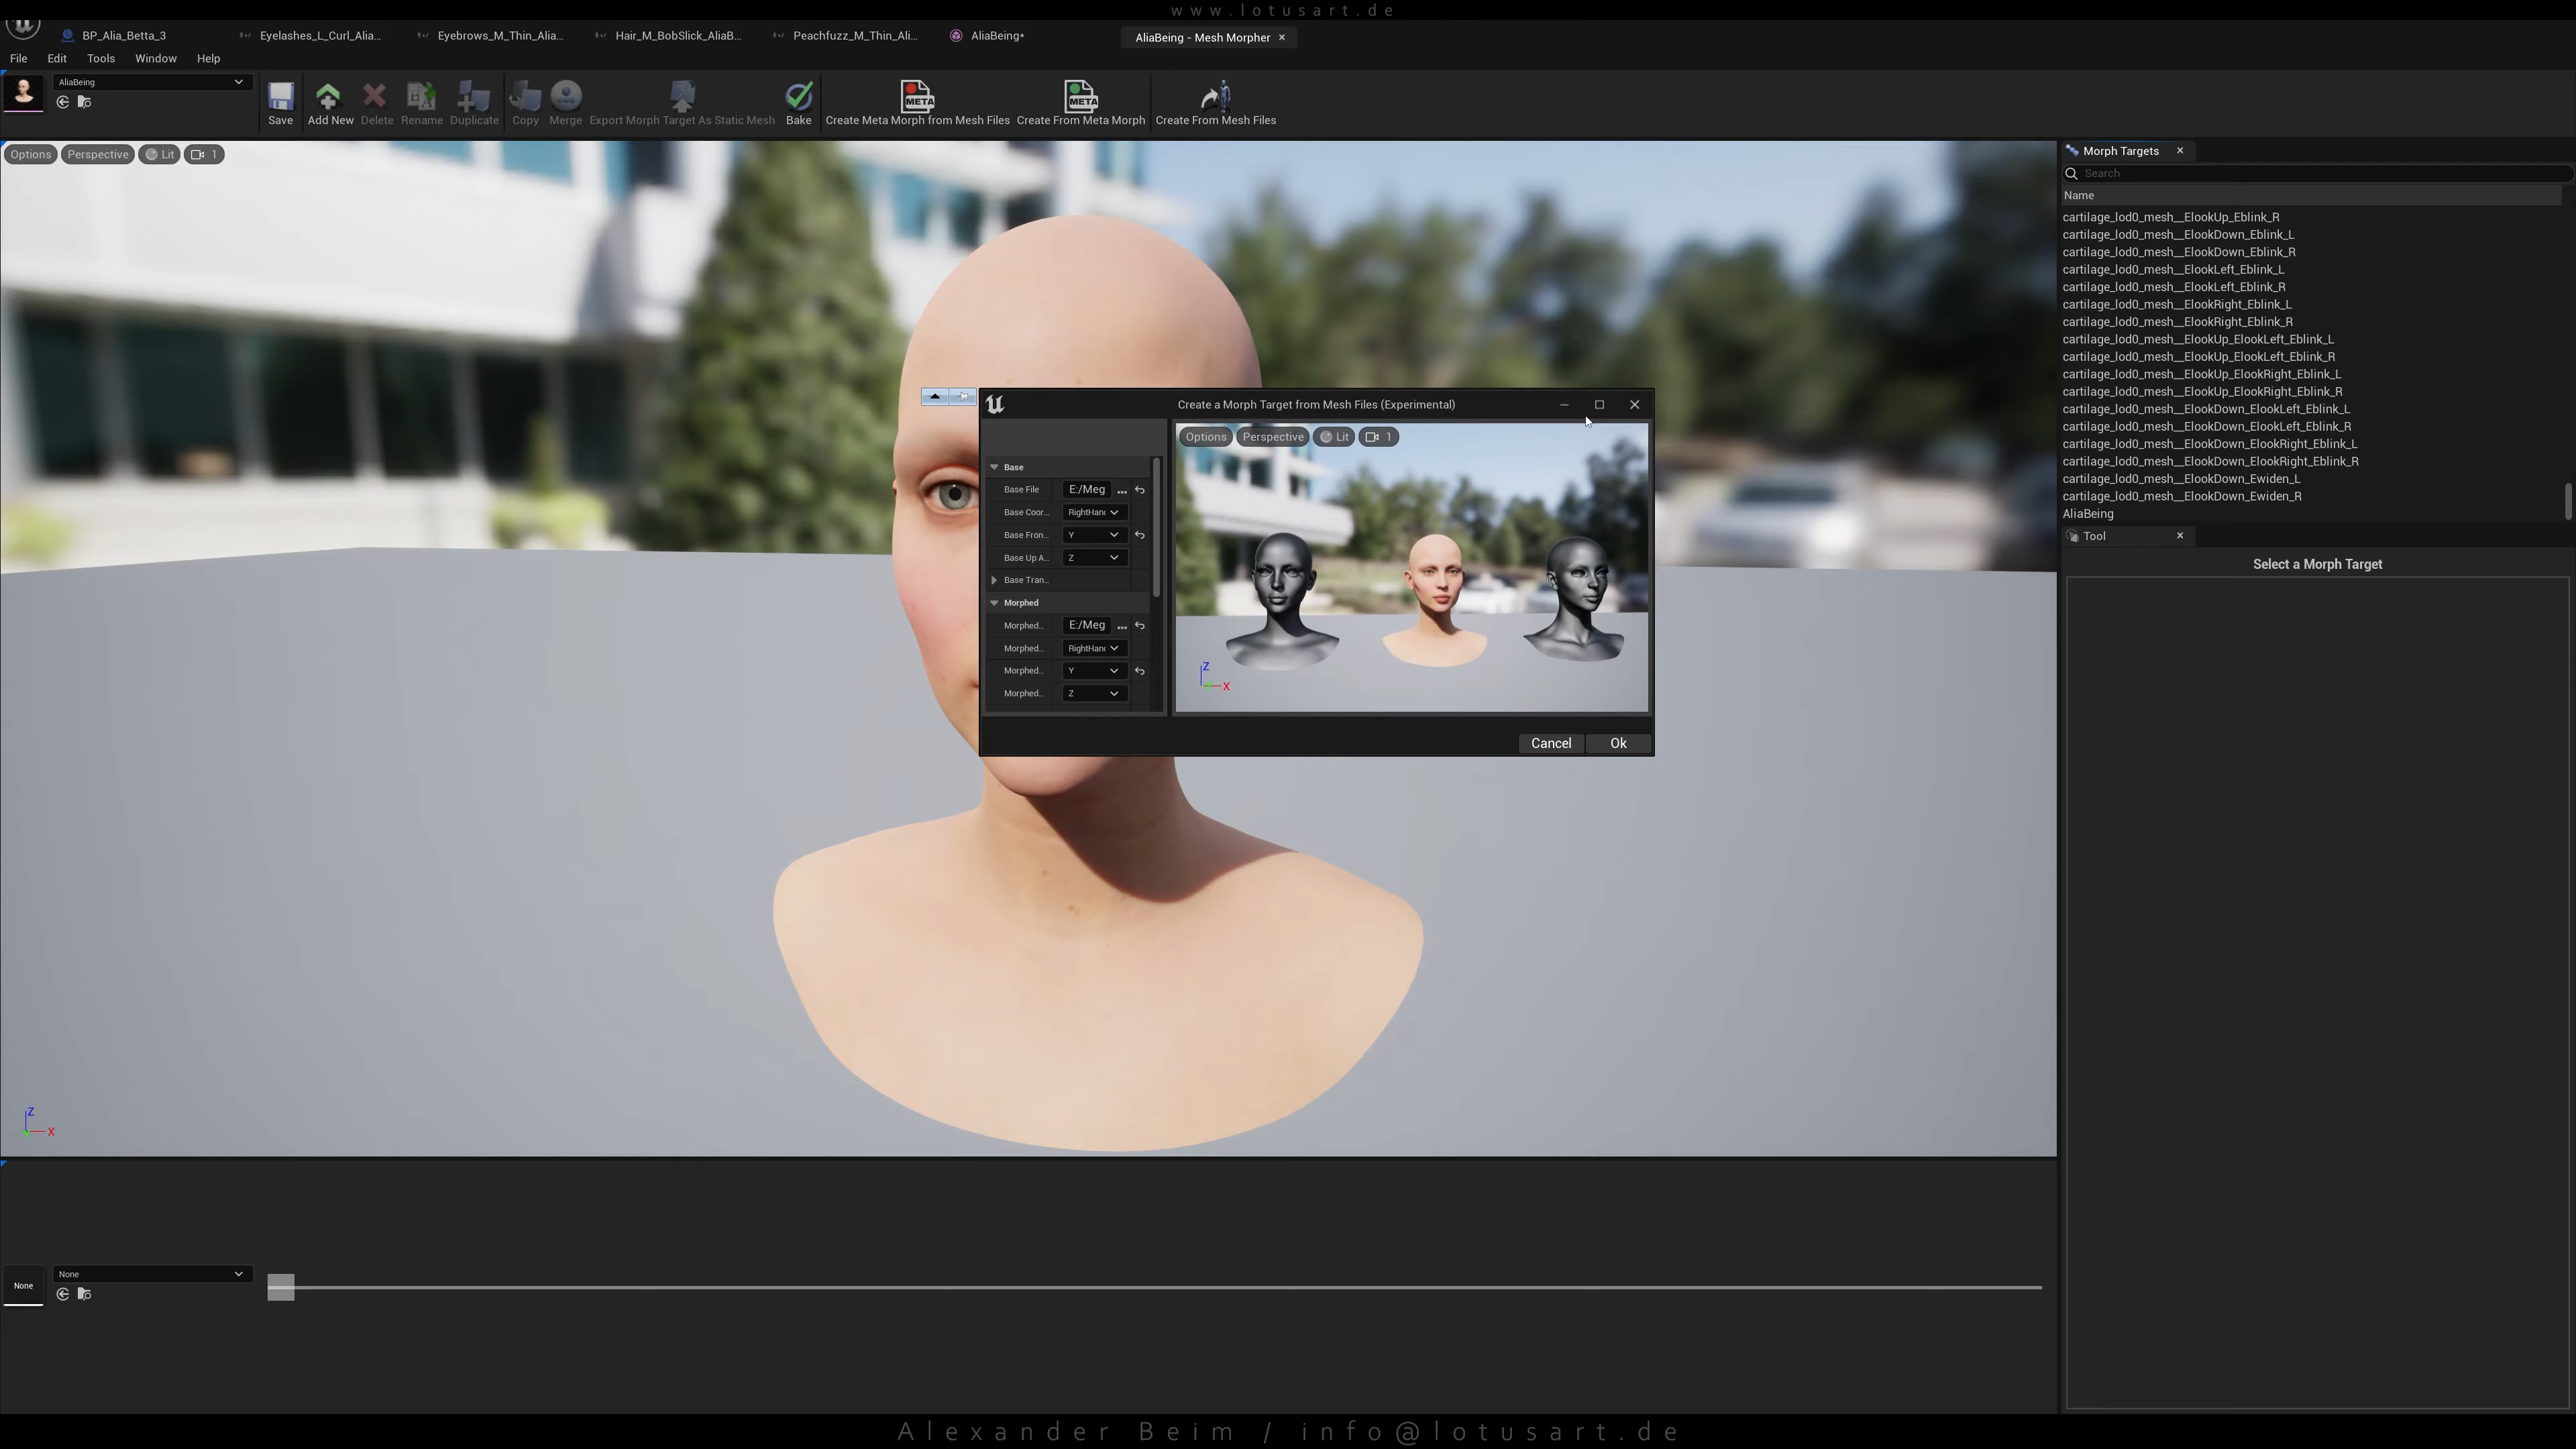 www.lotusart.de
BP_Alia_Betta_3
Eyelashes_L_Curl_Alia...
Eyebrows_M_Thin_Alia...
Hair_M_BobSlick_AliaB...
Peachfuzz_M_Thin_Ali...
AliaBeing*
AliaBeing - Mesh Morpher
File Edit Tools Window Help
AliaBeing
META
META
Save
Add New
Delete
Rename
Duplicate
Copy
Merge
Export Morph Target As Static Mesh
Bake
Create Meta Morph from Mesh Files
Create From Meta Morph
Create From Mesh Files
Options
Perspective
Lit
1
Morph Targets
Search
Name
cartilage_lod0_mesh__ElookUp_Eblink_R
cartilage_lod0_mesh__ElookDown_Eblink_L
cartilage_lod0_mesh__ElookDown_Eblink_R
cartilage_lod0_mesh__ElookLeft_Eblink_L
cartilage_lod0_mesh__ElookLeft_Eblink_R
cartilage_lod0_mesh__ElookRight_Eblink_L
cartilage_lod0_mesh__ElookRight_Eblink_R
cartilage_lod0_mesh__ElookUp_ElookLeft_Eblink_L
cartilage_lod0_mesh__ElookUp_ElookLeft_Eblink_R
cartilage_lod0_mesh__ElookUp_ElookRight_Eblink_L
cartilage_lod0_mesh__ElookUp_ElookRight_Eblink_R
cartilage_lod0_mesh__ElookDown_ElookLeft_Eblink_L
cartilage_lod0_mesh__ElookDown_ElookLeft_Eblink_R
cartilage_lod0_mesh__ElookDown_ElookRight_Eblink_L
cartilage_lod0_mesh__ElookDown_ElookRight_Eblink_R
cartilage_lod0_mesh__ElookDown_Ewiden_L
cartilage_lod0_mesh__ElookDown_Ewiden_R
AliaBeing
Tool
Select a Morph Target
Create a Morph Target from Mesh Files (Experimental)
Options
Perspective
Lit
1
Base
Base File E:/Meg ...
Base Coor... RightHand
Base Fron... Y
Base Up A... Z
Base Tran...
Morphed
Morphed... E:/Meg ...
Morphed... RightHand
Morphed... Y
Morphed... Z
Z
X
Cancel
Ok
Z
X
None
None
Alexander Beim / info@lotusart.de